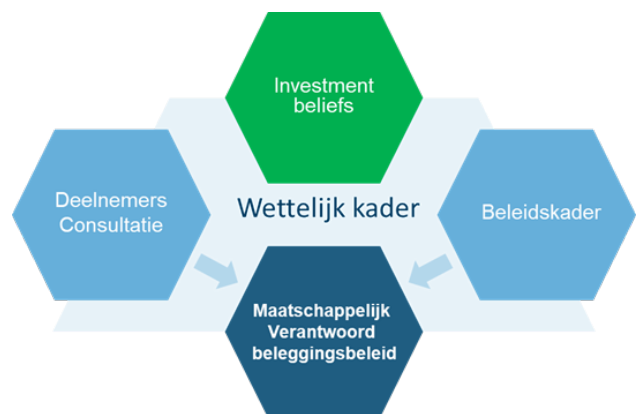 Investment
beliefs
Deelnemers
Consultatie
Wettelijk kader
Beleidskader
Maatschappelijk
Verantwoord
beleggingsbeleid